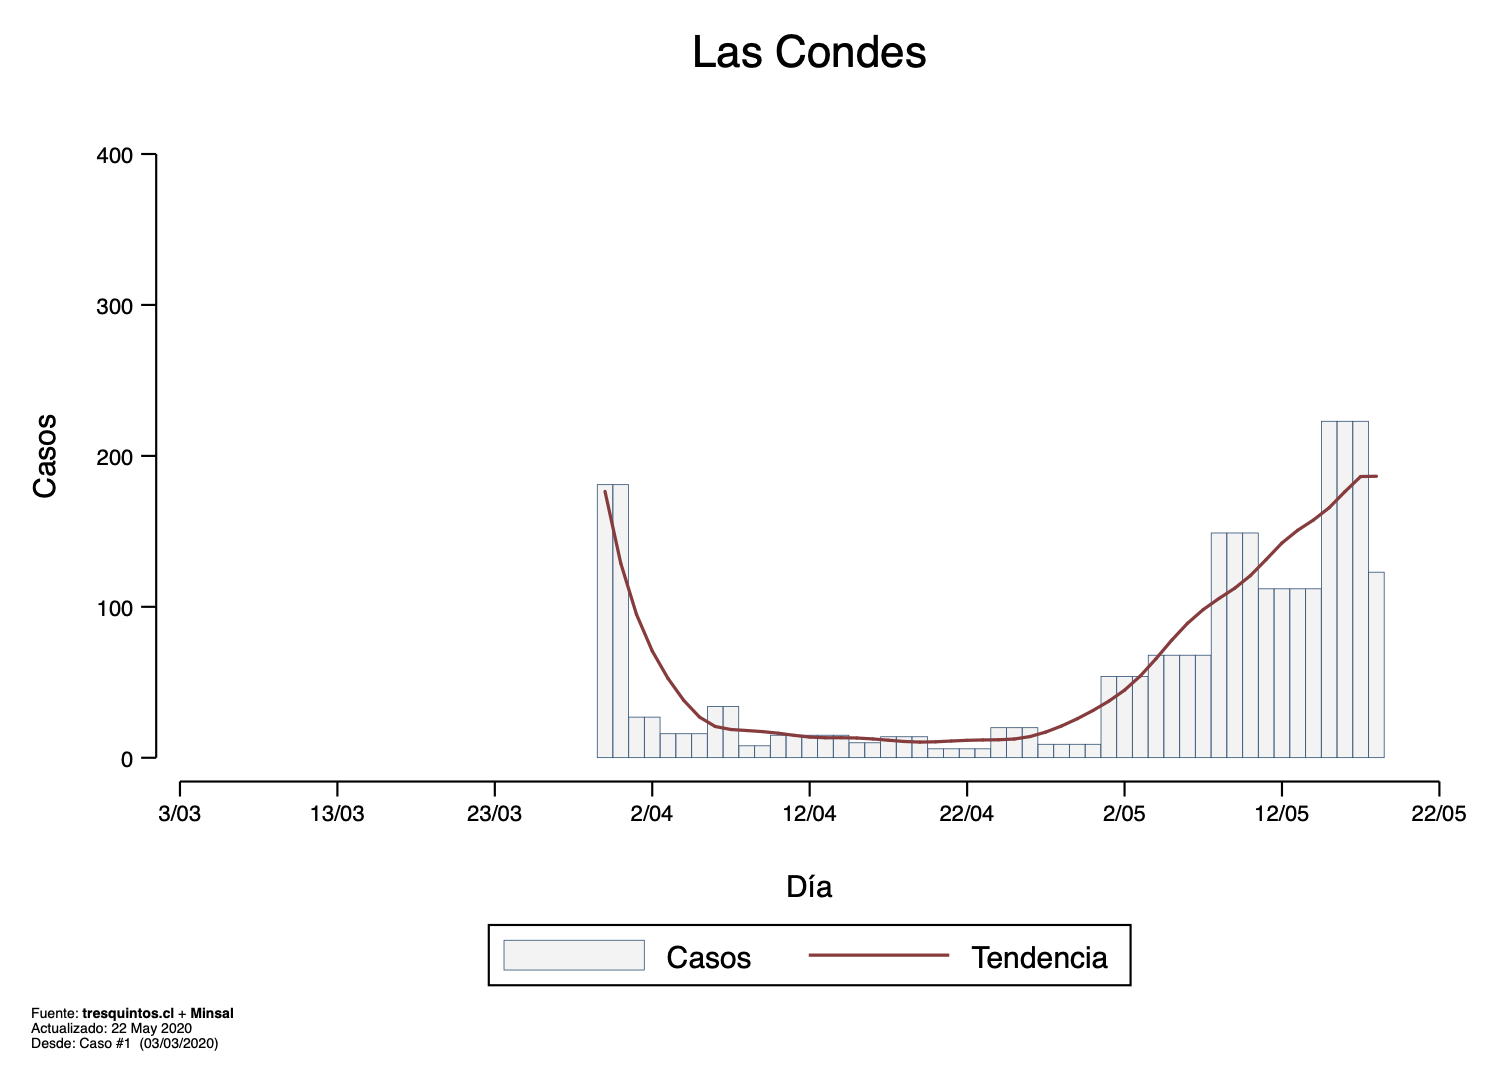 Las Condes
400
300
200
100
0
Casos
3/03 13/03 23/03 2/04 12/04 22/04 2/05 12/05 22/05
Día
Casos Tendencia
Fuente: tresquintos.cl + Minsal
Actualizado: 22 May 2020
Desde: Caso #1 (03/03/2020)